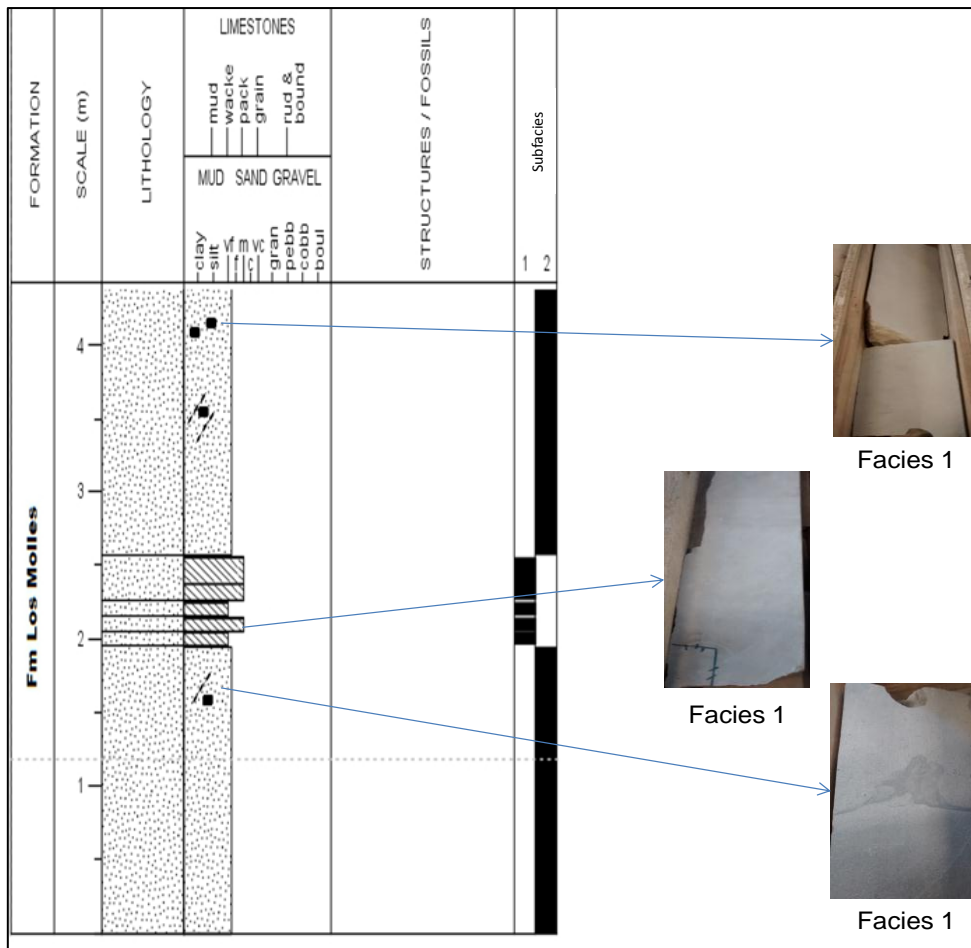 FORMATION
SCALE (m)
LITHOLOGY
LIMESTONES
mud
wacke
pack
grain
rud &
bound
MUD SAND GRAVEL
clay
silt
vf
f
m
c
vc
gran
pebb
cobb
boul
STRUCTURES / FOSSILS
Subfacies
1 2
4
3
2
1
Fm Los Molles
Facies 1
Facies 1
Facies 1